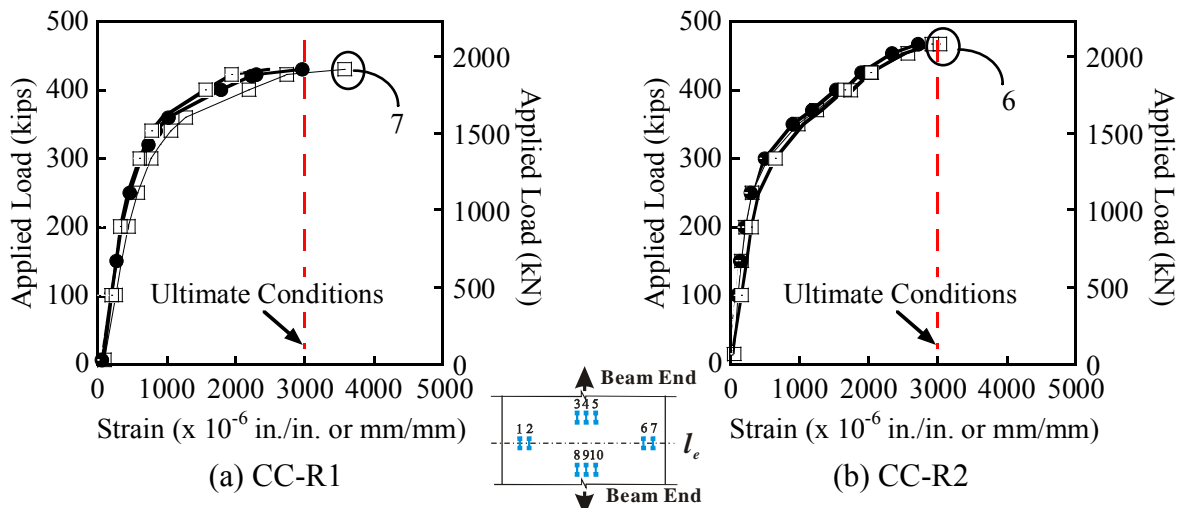 500
400
300
200
100
0
Applied Load (kips)
2000
1500
1000
500
0
Applied Load (kN)
7
Ultimate Conditions
0 1000 2000 3000 4000 5000
Strain (x 10-6 in./in. or mm/mm)
(a) CC-R1
Beam End
3 4 5
1 2
6 7
le
8 9 10
Beam End
500
400
300
200
100
0
Applied Load (kips)
2000
1500
1000
500
0
Applied Load (kN)
6
Ultimate Conditions
0 1000 2000 3000 4000 5000
Strain (x 10-6 in./in. or mm/mm)
(b) CC-R2